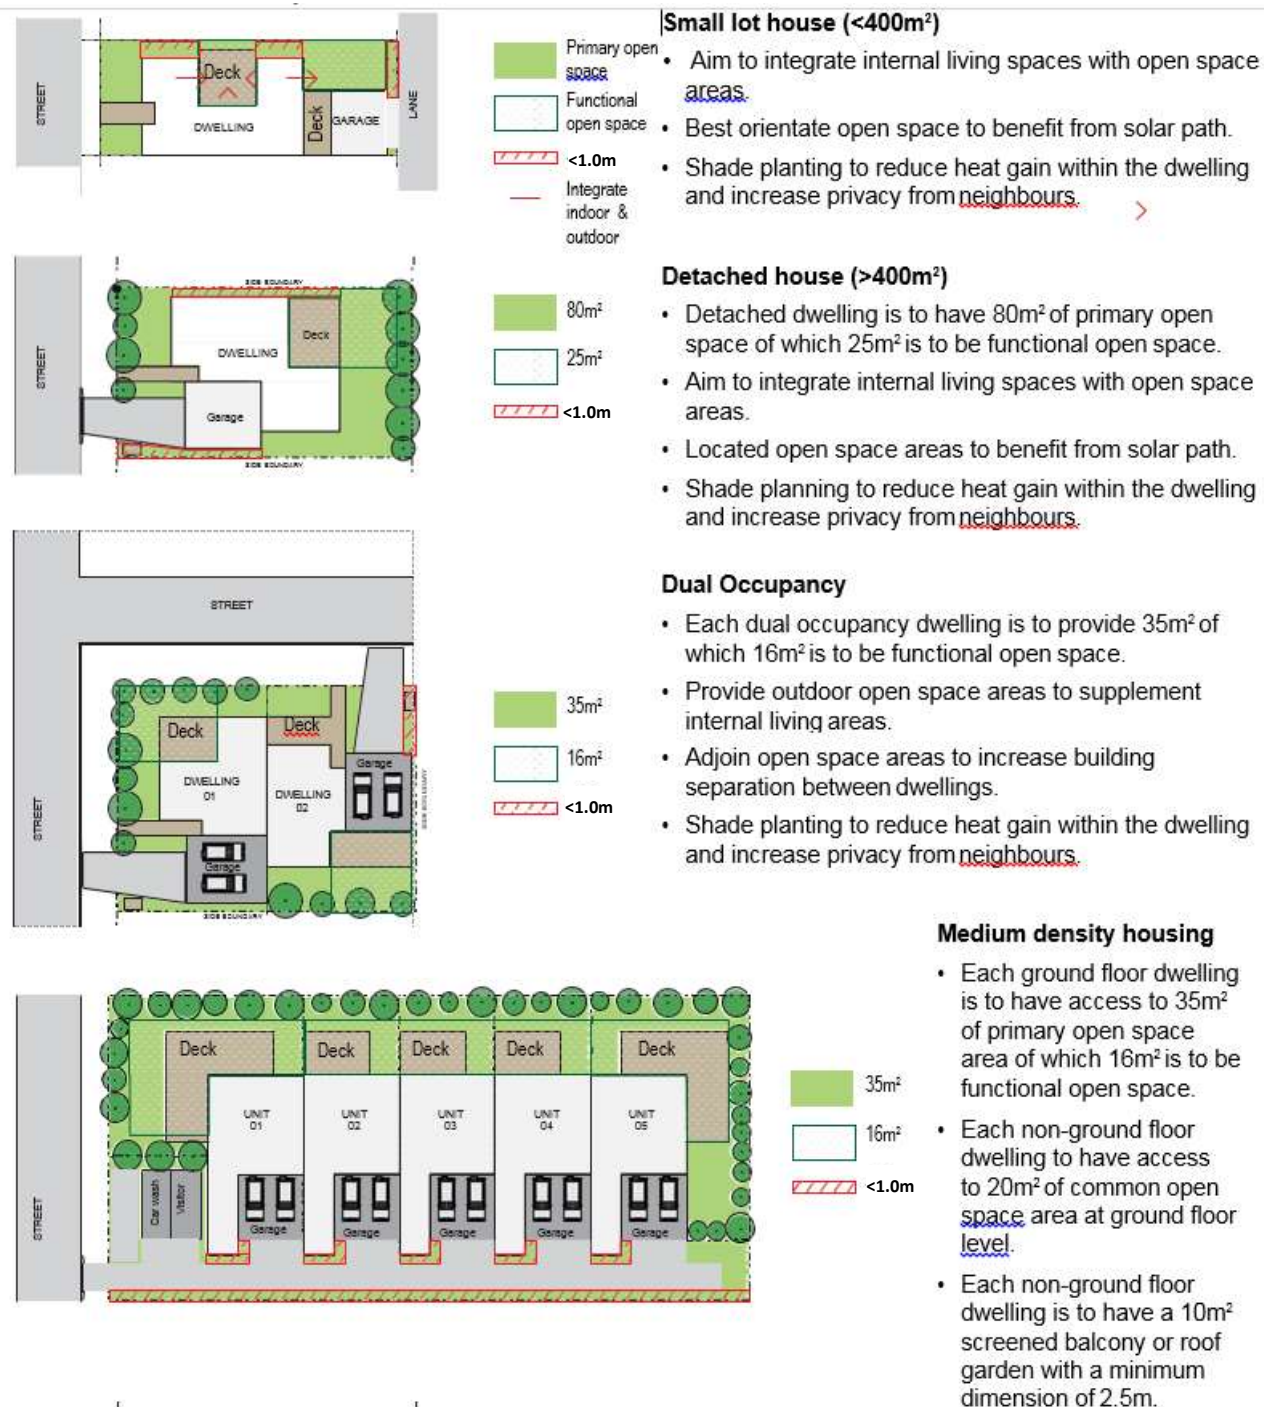 Small lot house (<400m²)
• Aim to integrate internal living spaces with open space
areas.
• Best orientate open space to benefit from solar path.
• Shade planting to reduce heat gain within the dwelling
and increase privacy from neighbours.
STREET
Deck
DWELLING
Deck
GARAGE
LANE
Primary open
space
Functional
open space
<1.0m
Integrate
indoor &
outdoor
Detached house (>400m²)
• Detached dwelling is to have 80m² of primary open
space of which 25m² is to be functional open space.
• Aim to integrate internal living spaces with open space
areas.
• Located open space areas to benefit from solar path.
• Shade planning to reduce heat gain within the dwelling
and increase privacy from neighbours.
STREET
SIDE BOUNDARY
Deck
DWELLING
Garage
SIDE BOUNDARY
80m²
25m²
<1.0m
Dual Occupancy
• Each dual occupancy dwelling is to provide 35m² of
which 16m² is to be functional open space.
• Provide outdoor open space areas to supplement
internal living areas.
• Adjoin open space areas to increase building
separation between dwellings.
• Shade planting to reduce heat gain within the dwelling
and increase privacy from neighbours.
STREET
STREET
Deck
Deck
Garage
DWELLING
01
DWELLING
02
SIDE BOUNDARY
Garage
SIDE BOUNDARY
35m²
16m²
<1.0m
Medium density housing
• Each ground floor dwelling
is to have access to 35m²
of primary open space
area of which 16m² is to be
functional open space.
• Each non-ground floor
dwelling to have access
to 20m² of common open
space area at ground floor
level.
• Each non-ground floor
dwelling is to have a 10m²
screened balcony or roof
garden with a minimum
dimension of 2.5m.
STREET
Deck
Deck
Deck
Deck
Deck
UNIT
01
UNIT
02
UNIT
03
UNIT
04
UNIT
05
Car wash
Visitor
Garage
Garage
Garage
Garage
Garage
35m²
16m²
<1.0m